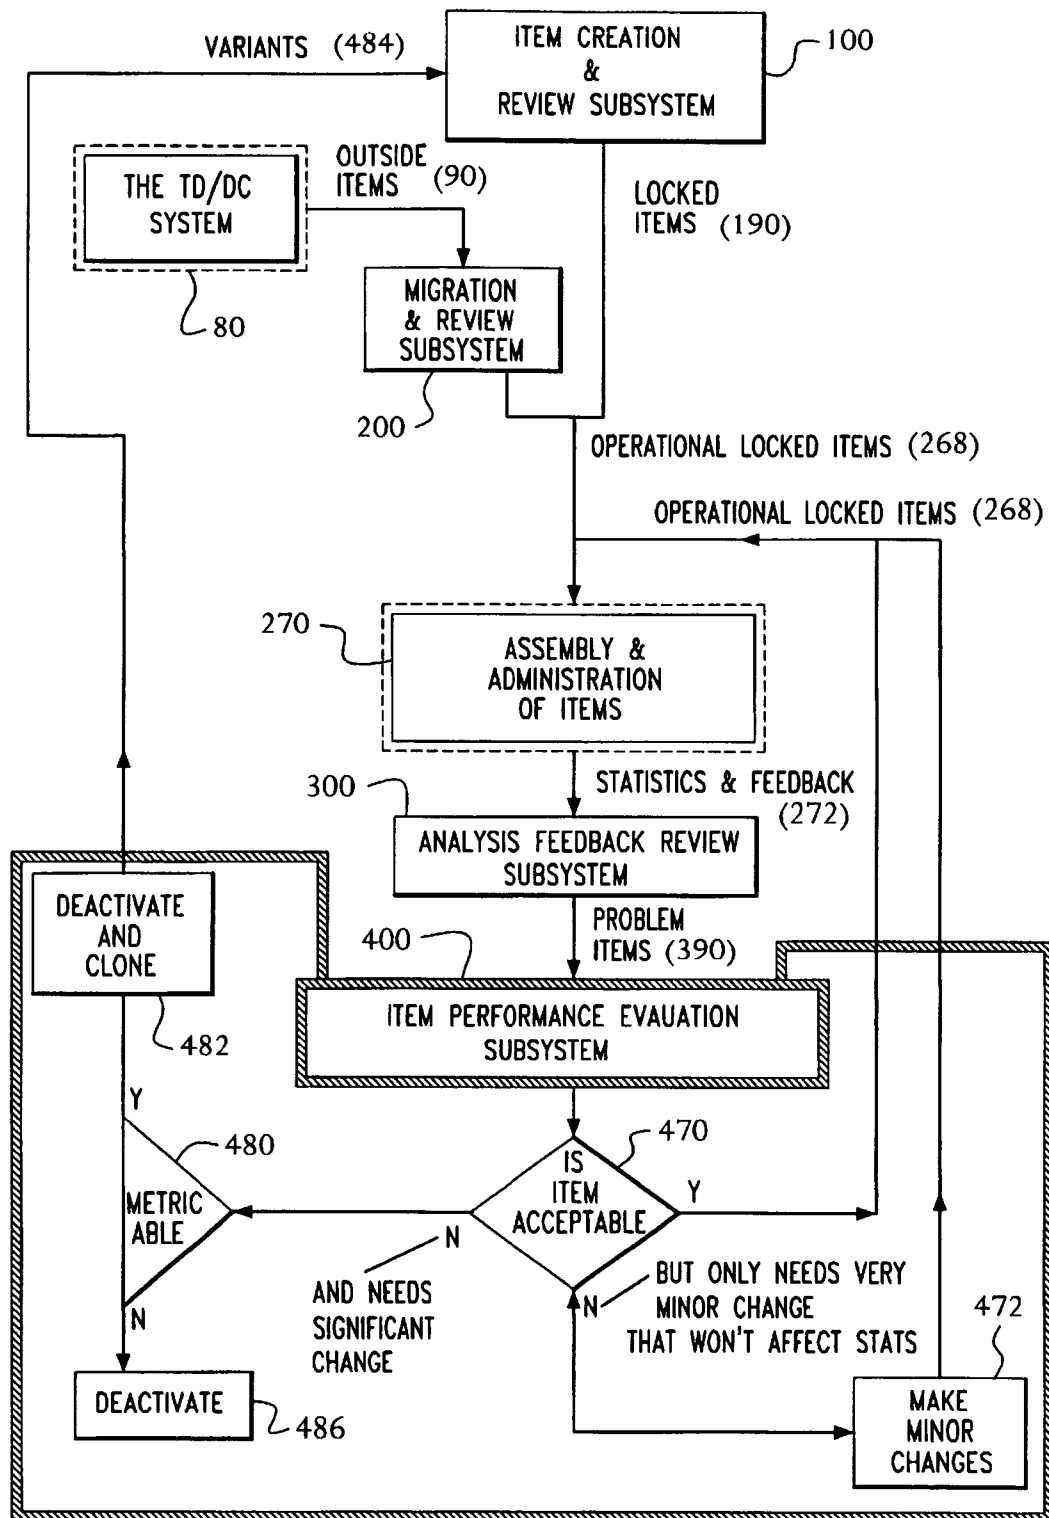 VARIANTS (484)
ITEM CREATION
&
REVIEW SUBSYSTEM
100
THE TD/DC
SYSTEM
80
OUTSIDE
ITEMS (90)
LOCKED
ITEMS (190)
MIGRATION
& REVIEW
SUBSYSTEM
200
OPERATIONAL LOCKED ITEMS (268)
OPERATIONAL LOCKED ITEMS (268)
270
ASSEMBLY &
ADMINISTRATION
OF ITEMS
STATISTICS & FEEDBACK
(272)
300
ANALYSIS FEEDBACK REVIEW
SUBSYSTEM
PROBLEM
ITEMS (390)
400
ITEM PERFORMANCE EVAUATION
SUBSYSTEM
DEACTIVATE
AND
CLONE
482
Y
480
METRIC
ABLE
N
DEACTIVATE
486
470
IS
ITEM
ACCEPTABLE
Y
N
AND NEEDS
SIGNIFICANT
CHANGE
N
BUT ONLY NEEDS VERY
MINOR CHANGE
THAT WON'T AFFECT STATS
472
MAKE
MINOR
CHANGES